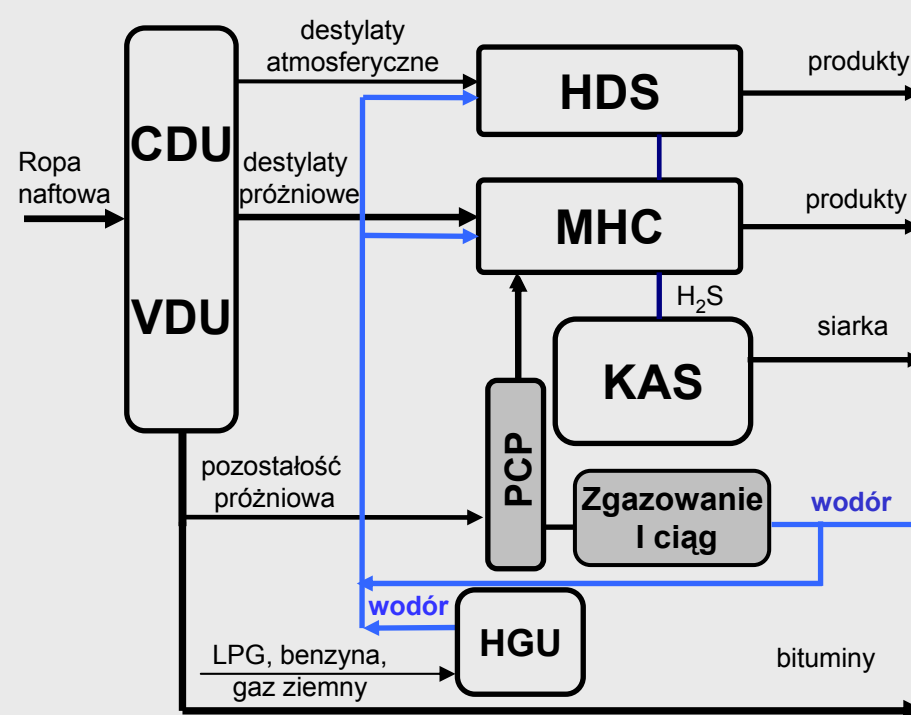 destylaty
atmosferyczne
produkty
HDS
CDU
Ropa
naftowa
destylaty
próżniowe
produkty
MHC
VDU
H₂S
siarka
KAS
pozostałość
próżniowa
PCP
Zgazowanie
I ciąg
wodór
wodór
HGU
LPG, benzyna,
gaz ziemny
bituminy